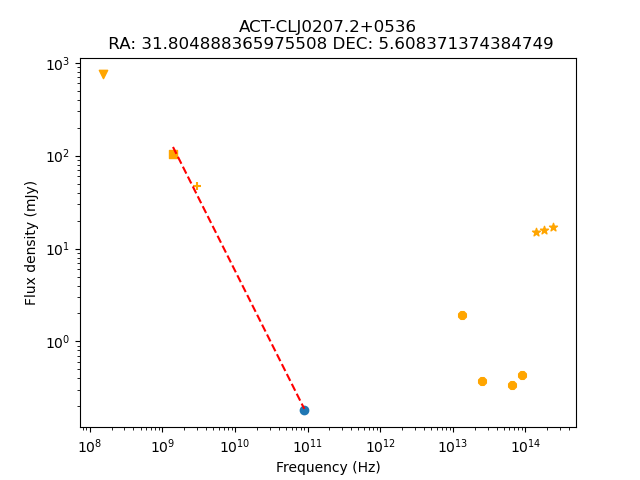 ACT-CLJ0207.2+0536
RA: 31.804888365975508 DEC: 5.608371374384749
Flux density (mJy)
10³
10²
10¹
10⁰
10⁸ 10⁹ 10¹⁰ 10¹¹ 10¹² 10¹³ 10¹⁴
Frequency (Hz)